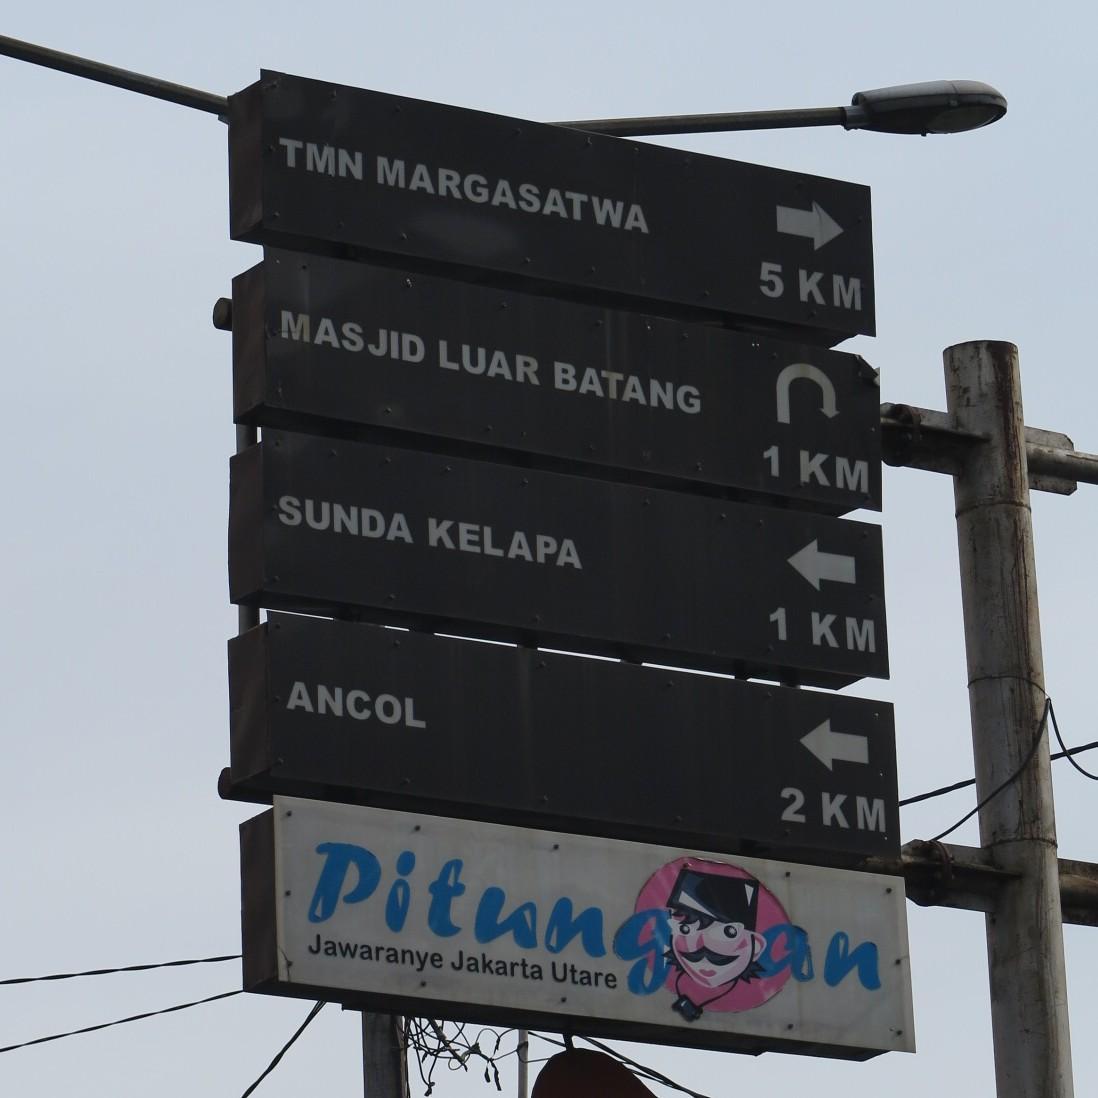 TMN MARGASATWA
5 KM
MASJID LUAR BATANG
1 KM
SUNDA KELAPA
1 KM
ANCOL
2 KM
Pitungan
Jawaranye Jakarta Utare